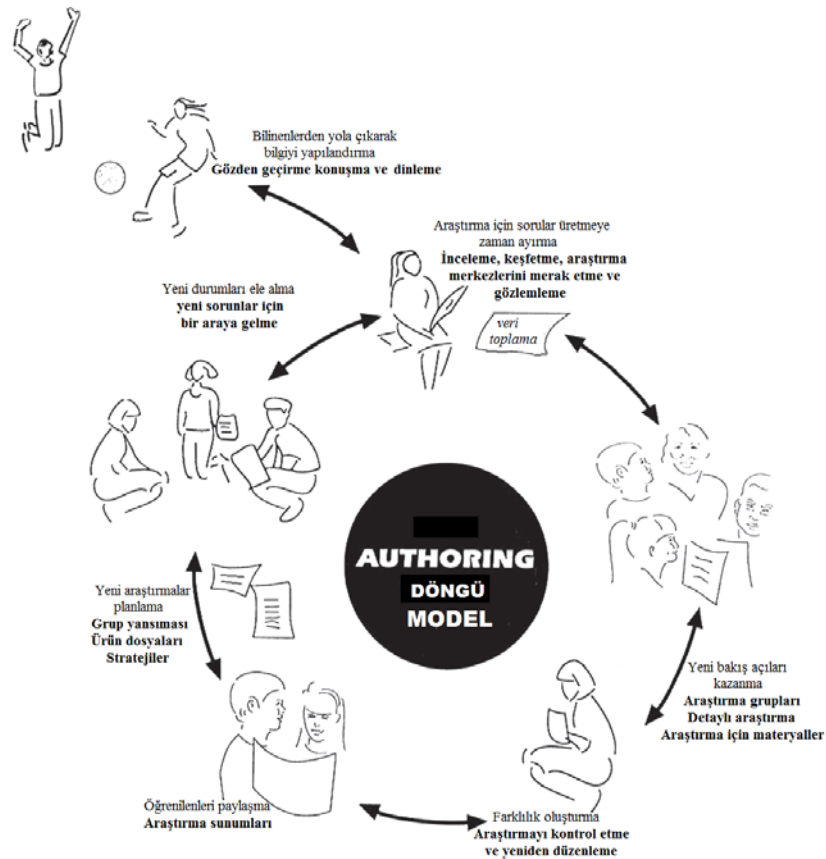 Bilinenlerden yola çıkarak
bilgiyi yapılandırma
Gözden geçirme konuşma ve dinleme
Araştırma için sorular üretmeye
zaman ayırma
İnceleme, keşfetme, araştırma
merkezlerini merak etme ve
gözlemleme
veri
toplama
Yeni durumları ele alma
yeni sorunlar için
bir araya gelme
AUTHORING
DÖNGÜ
MODEL
Yeni araştırmalar
planlama
Grup yansıması
Ürün dosyaları
Stratejiler
Yeni bakış açıları
kazanma
Araştırma grupları
Detaylı araştırma
Araştırma için materyaller
Öğrenilenleri paylaşma
Araştırma sunumları
Farklılık oluşturma
Araştırmayı kontrol etme
ve yeniden düzenleme